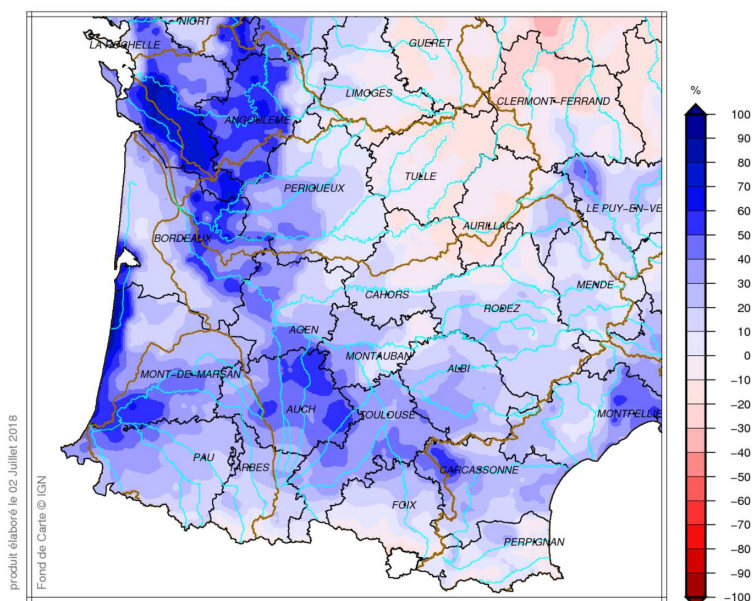 NIORT
LA ROCHELLE
GUERET
LIMOGES
CLERMONT-FERRAND
ANGOULEME
PERIGUEUX
TULLE
LE PUY-EN-VE
AURILLAC
BORDEAUX
CAHORS
MENDE
RODEZ
AGEN
MONTAUBAN
ALBI
MONT-DE-MARSAN
AUCH
TOULOUSE
MONTPELLIE
PAU
TARBES
CARCASSONNE
FOIX
PERPIGNAN
%
100
90
80
70
60
50
40
30
20
10
0
-10
-20
-30
-40
-50
-60
-70
-80
-90
-100
produit élaboré le 02 Juillet 2018
Fond de Carte © IGN